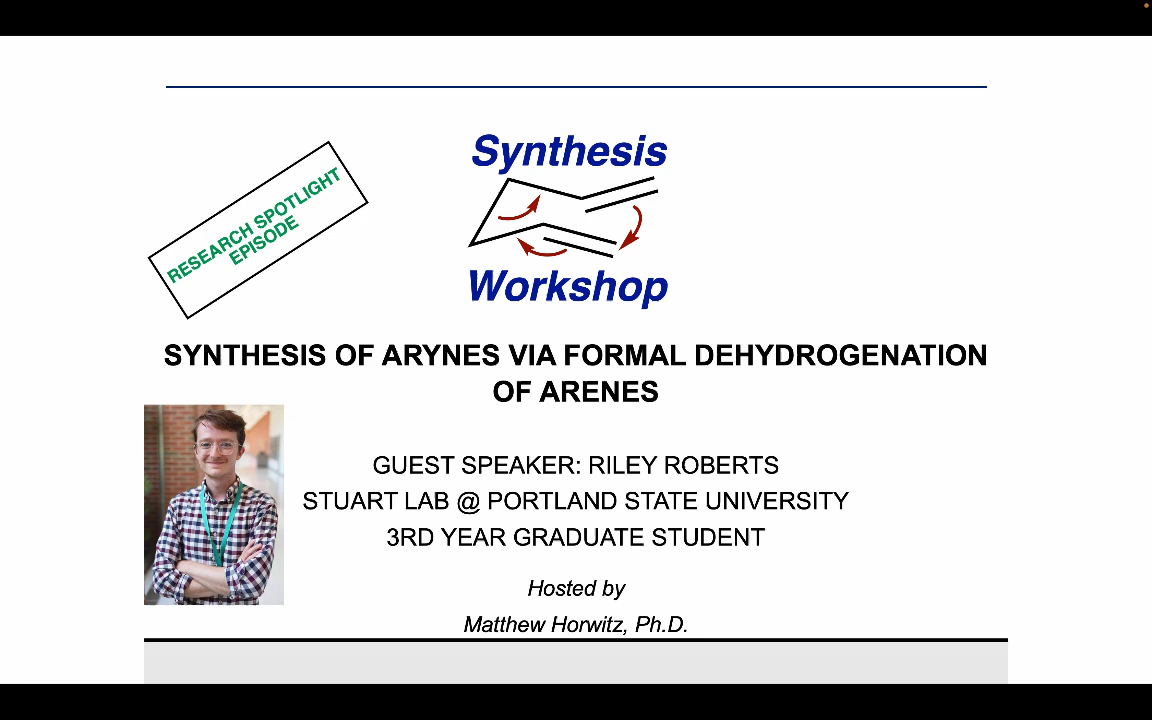 RESEARCH SPOTLIGHT
EPISODE
Synthesis
Workshop
SYNTHESIS OF ARYNES VIA FORMAL DEHYDROGENATION
OF ARENES
GUEST SPEAKER: RILEY ROBERTS
STUART LAB @ PORTLAND STATE UNIVERSITY
3RD YEAR GRADUATE STUDENT
Hosted by
Matthew Horwitz, Ph.D.